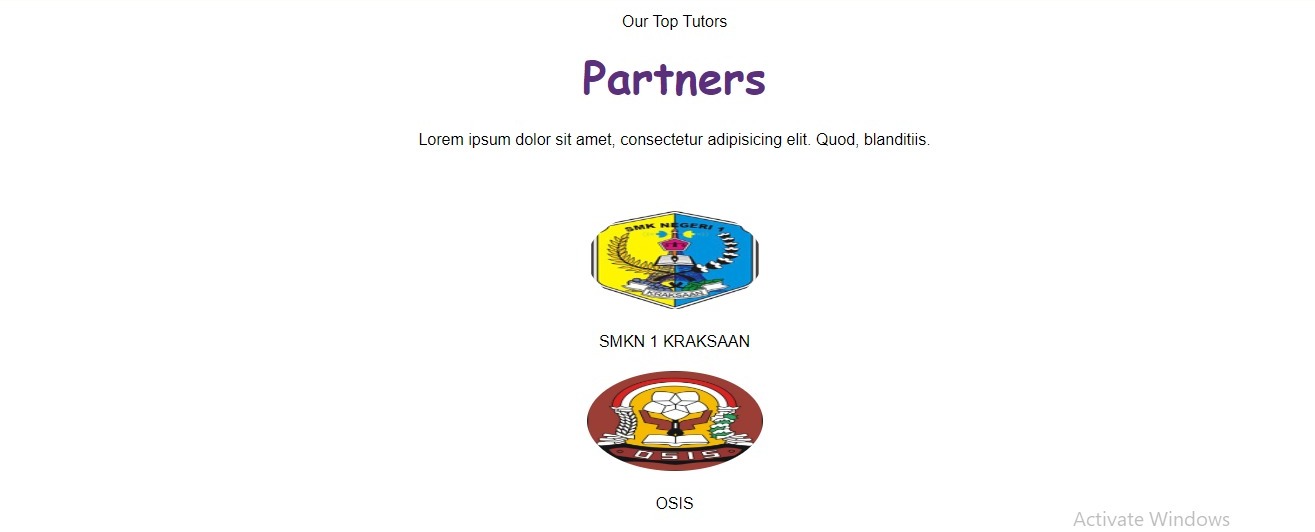 Our Top Tutors
Partners
Lorem ipsum dolor sit amet, consectetur adipisicing elit. Quod, blanditiis.
SMK NEGERI 1
KRAKSAAN
SMKN 1 KRAKSAAN
OSIS
OSIS
Activate Windows